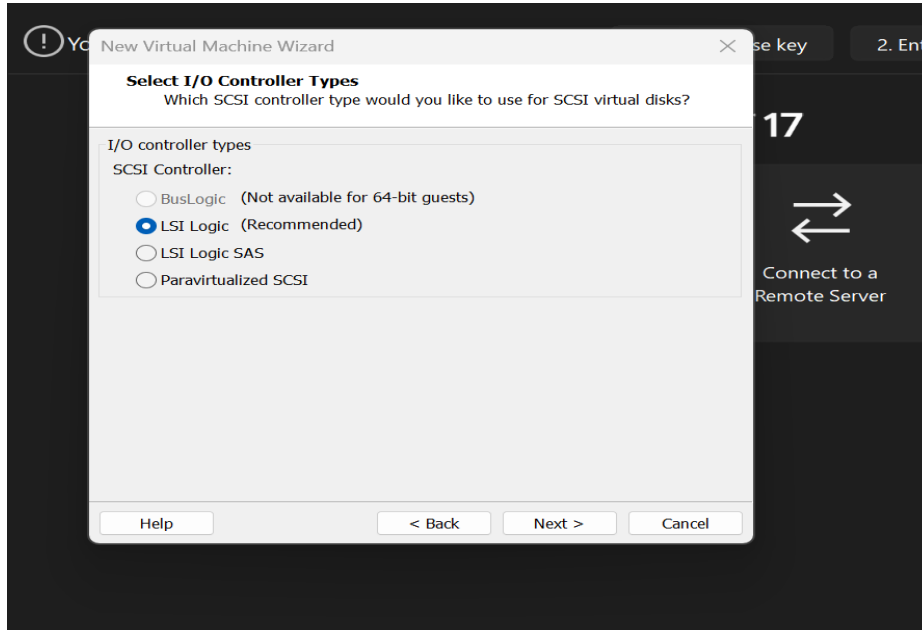 ! Yo
New Virtual Machine Wizard
se key
2. Ent
Select I/O Controller Types
Which SCSI controller type would you like to use for SCSI virtual disks?
17
I/O controller types
SCSI Controller:
BusLogic (Not available for 64-bit guests)
LSI Logic (Recommended)
LSI Logic SAS
Paravirtualized SCSI
Connect to a
Remote Server
Help
< Back
Next >
Cancel